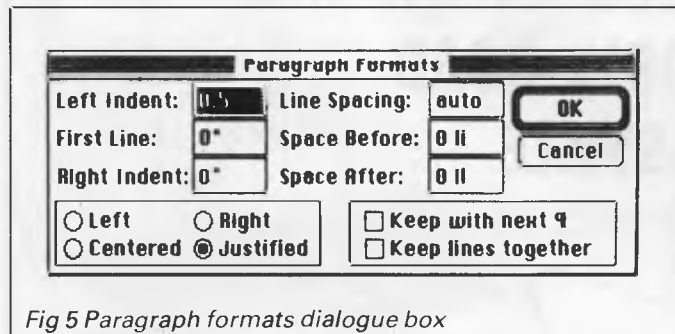 Paragraph Formats
Left Indent: 0.5 Line Spacing: auto OK
First Line: 0" Space Before: 0 li Cancel
Right Indent: 0" Space After: 0 li
Left Right Keep with next ¶
Centered Justified Keep lines together
Fig 5 Paragraph formats dialogue box